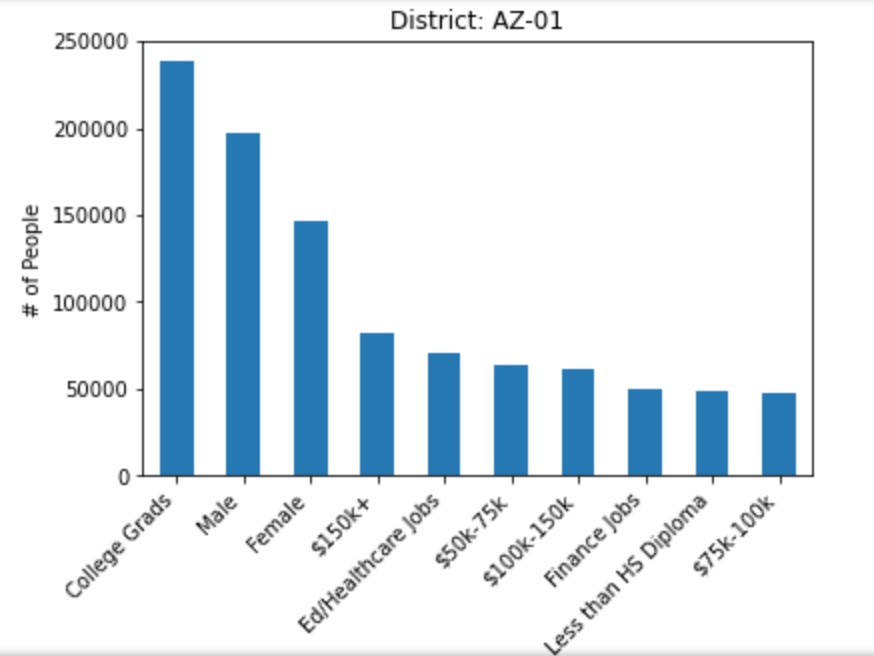 District: AZ-01
250000
200000
150000
100000
50000
0
# of People
College Grads
Male
Female
$150k+
Ed/Healthcare Jobs
$50k-75k
$100k-150k
Finance Jobs
Less than HS Diploma
$75k-100k